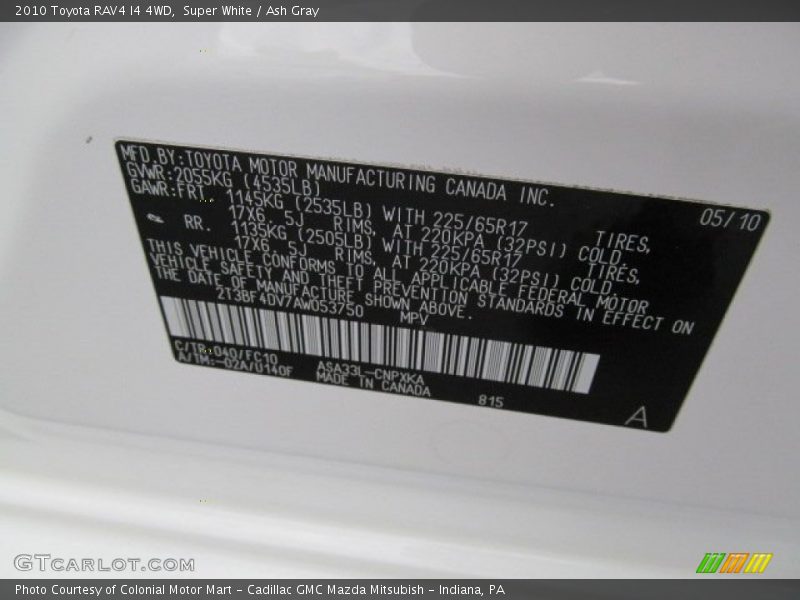 2010 Toyota RAV4 I4 4WD, Super White / Ash Gray
MFD.BY:TOYOTA MOTOR MANUFACTURING CANADA INC.
05/10
GVWR:2055KG (4535LB)
GAWR:FRT. 1145KG (2535LB) WITH 225/65R17 TIRES,
17X6.5J RIMS, AT 220KPA (32PSI) COLD
RR. 1135KG (2505LB) WITH 225/65R17 TIRES,
17X6.5J RIMS, AT 220KPA (32PSI) COLD.
THIS VEHICLE CONFORMS TO ALL APPLICABLE FEDERAL MOTOR
VEHICLE SAFETY AND THEFT PREVENTION STANDARDS IN EFFECT ON
THE DATE OF MANUFACTURE SHOWN ABOVE.
2T3BF4DV7AW053750 MPV
C/TR:040/FC10 ASA33L-CNPXKA
A/TM:-02A/U140F MADE IN CANADA 815
A
GTCARLOT.COM
Photo Courtesy of Colonial Motor Mart - Cadillac GMC Mazda Mitsubish - Indiana, PA